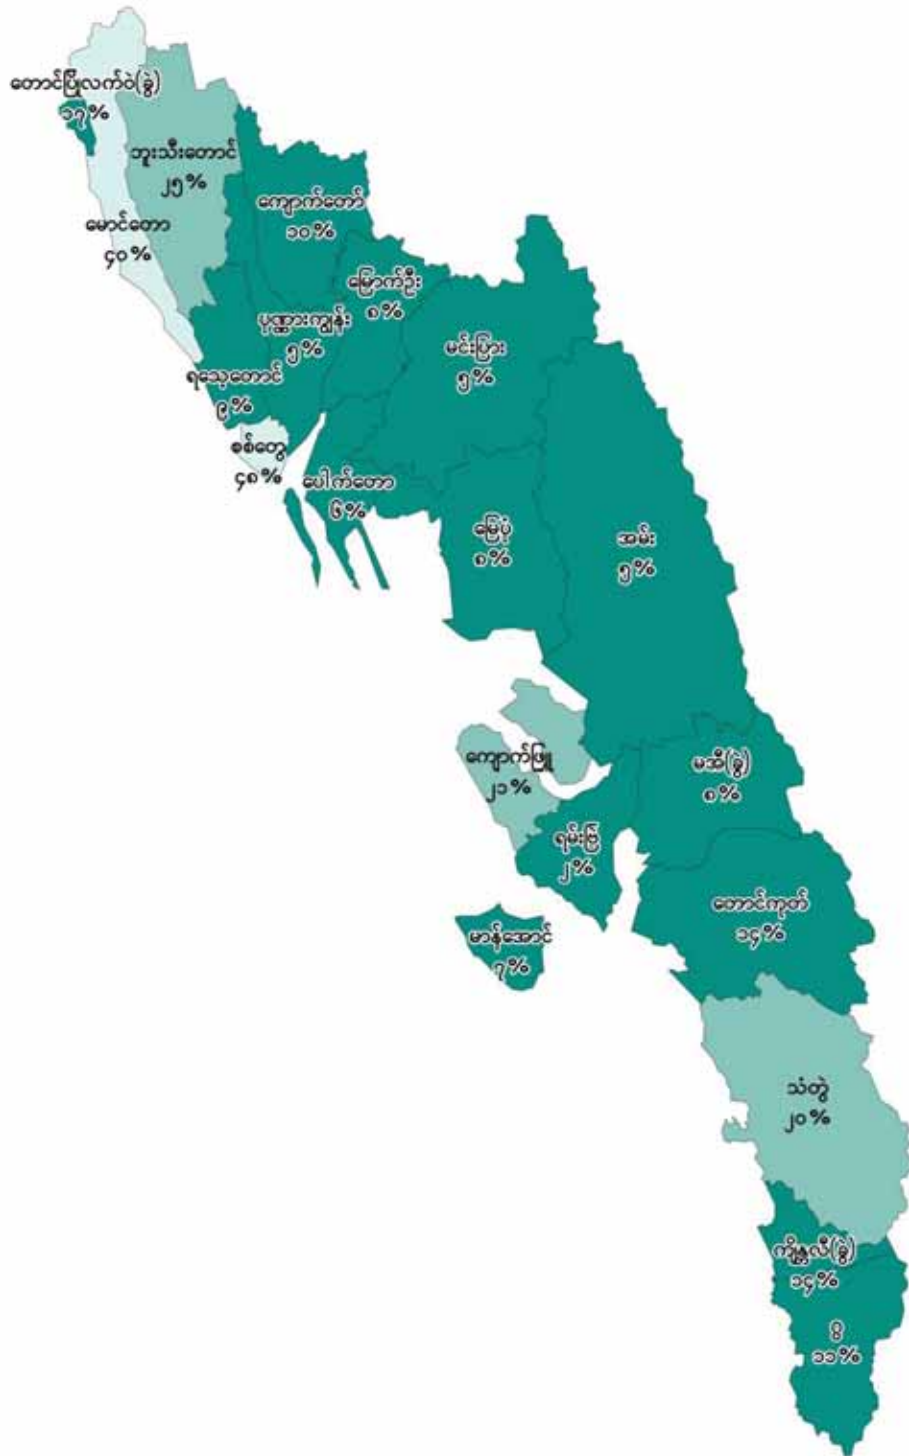 တောင်ပြိုလက်ဝဲ(ခွဲ)
၁၇%
ဘူးသီးတောင်
၂၅%
မောင်တော
၄၀%
ကျောက်တော်
၁၀%
မြောက်ဦး
၈%
ပုဏ္ဏားကျွန်း
၅%
မင်းပြား
၅%
ရသေ့တောင်
၉%
စစ်တွေ
၄၈%
ပေါက်တော
၆%
မြေပုံ
၈%
အမ်း
၅%
ကျောက်ဖြူ
၂၁%
မအီ(ခွဲ)
၈%
ရမ်းဗြဲ
၂%
တောင်ကုတ်
၁၄%
မာန်အောင်
၇%
သံတွဲ
၂၀%
ကျိန္တလီ(ခွဲ)
၁၄%
ဂွ
၁၁%